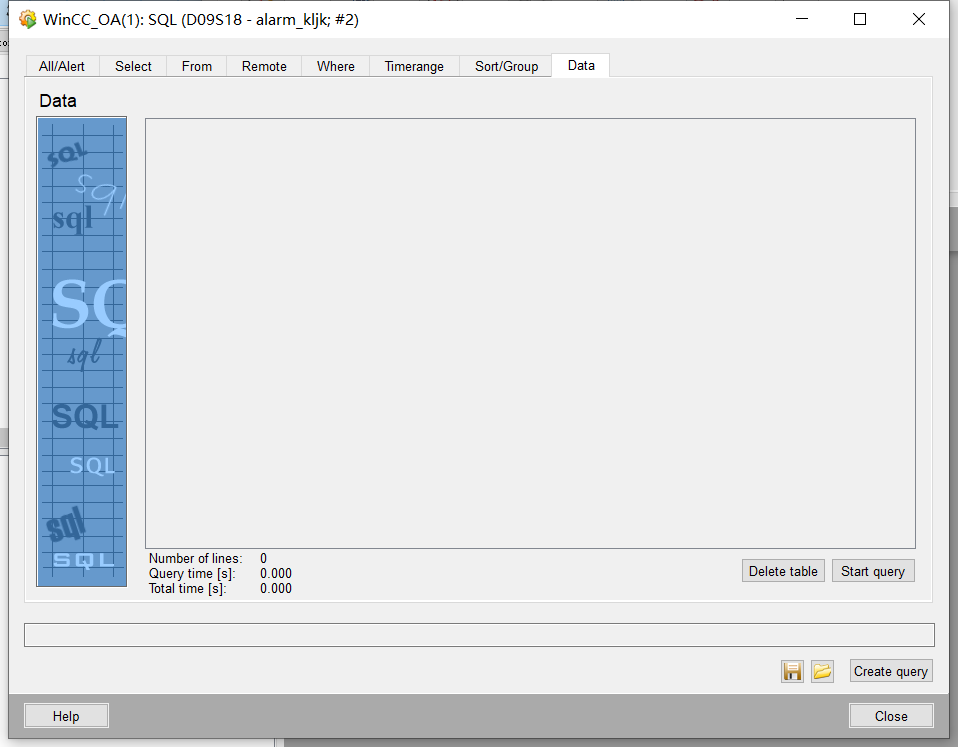 WinCC_OA(1): SQL (D09S18 - alarm_kljk; #2)
All/Alert Select From Remote Where Timerange Sort/Group Data
Data
SQL
sql
sql
SQ
sql
SQL
SQL
sql
SQL
Number of lines: 0
Query time [s]: 0.000
Total time [s]: 0.000
Delete table Start query
Create query
Help Close